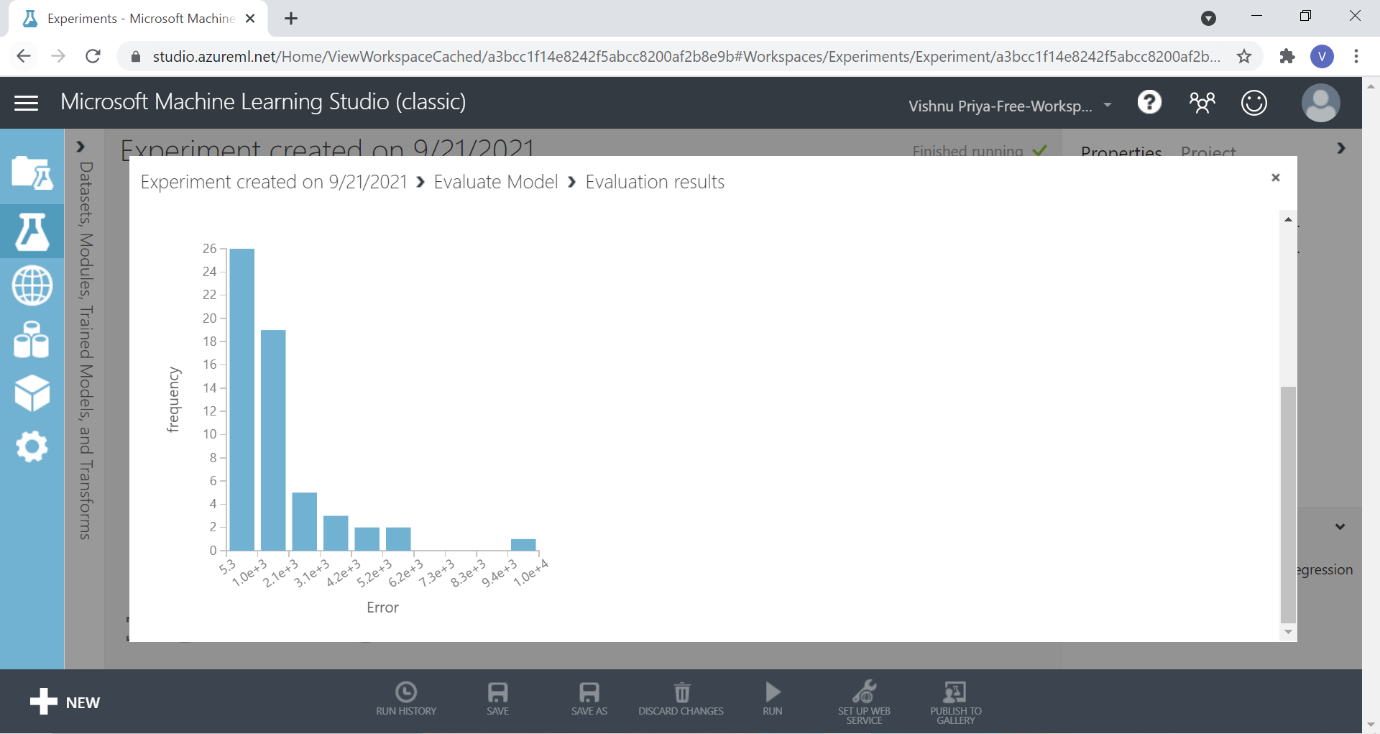 Experiments - Microsoft Machine
studio.azureml.net/Home/ViewWorkspaceCached/a3bcc1f14e8242f5abcc8200af2b8e9b#Workspaces/Experiments/Experiment/a3bcc1f14e8242f5abcc8200af2b...
V
Microsoft Machine Learning Studio (classic)
Vishnu Priya-Free-Worksp...
Datasets, Modules, Trained Models, and Transforms
Experiment created on 9/21/2021
Finished running
Properties Project
Experiment created on 9/21/2021 > Evaluate Model > Evaluation results
26
24
22
20
18
16
14
12
10
8
6
4
2
0
frequency
5.3
1.0e+3
2.1e+3
3.1e+3
4.2e+3
5.2e+3
6.2e+3
7.3e+3
8.3e+3
9.4e+3
1.0e+4
Error
egression
NEW
RUN HISTORY
SAVE
SAVE AS
DISCARD CHANGES
RUN
SET UP WEB
SERVICE
PUBLISH TO
GALLERY